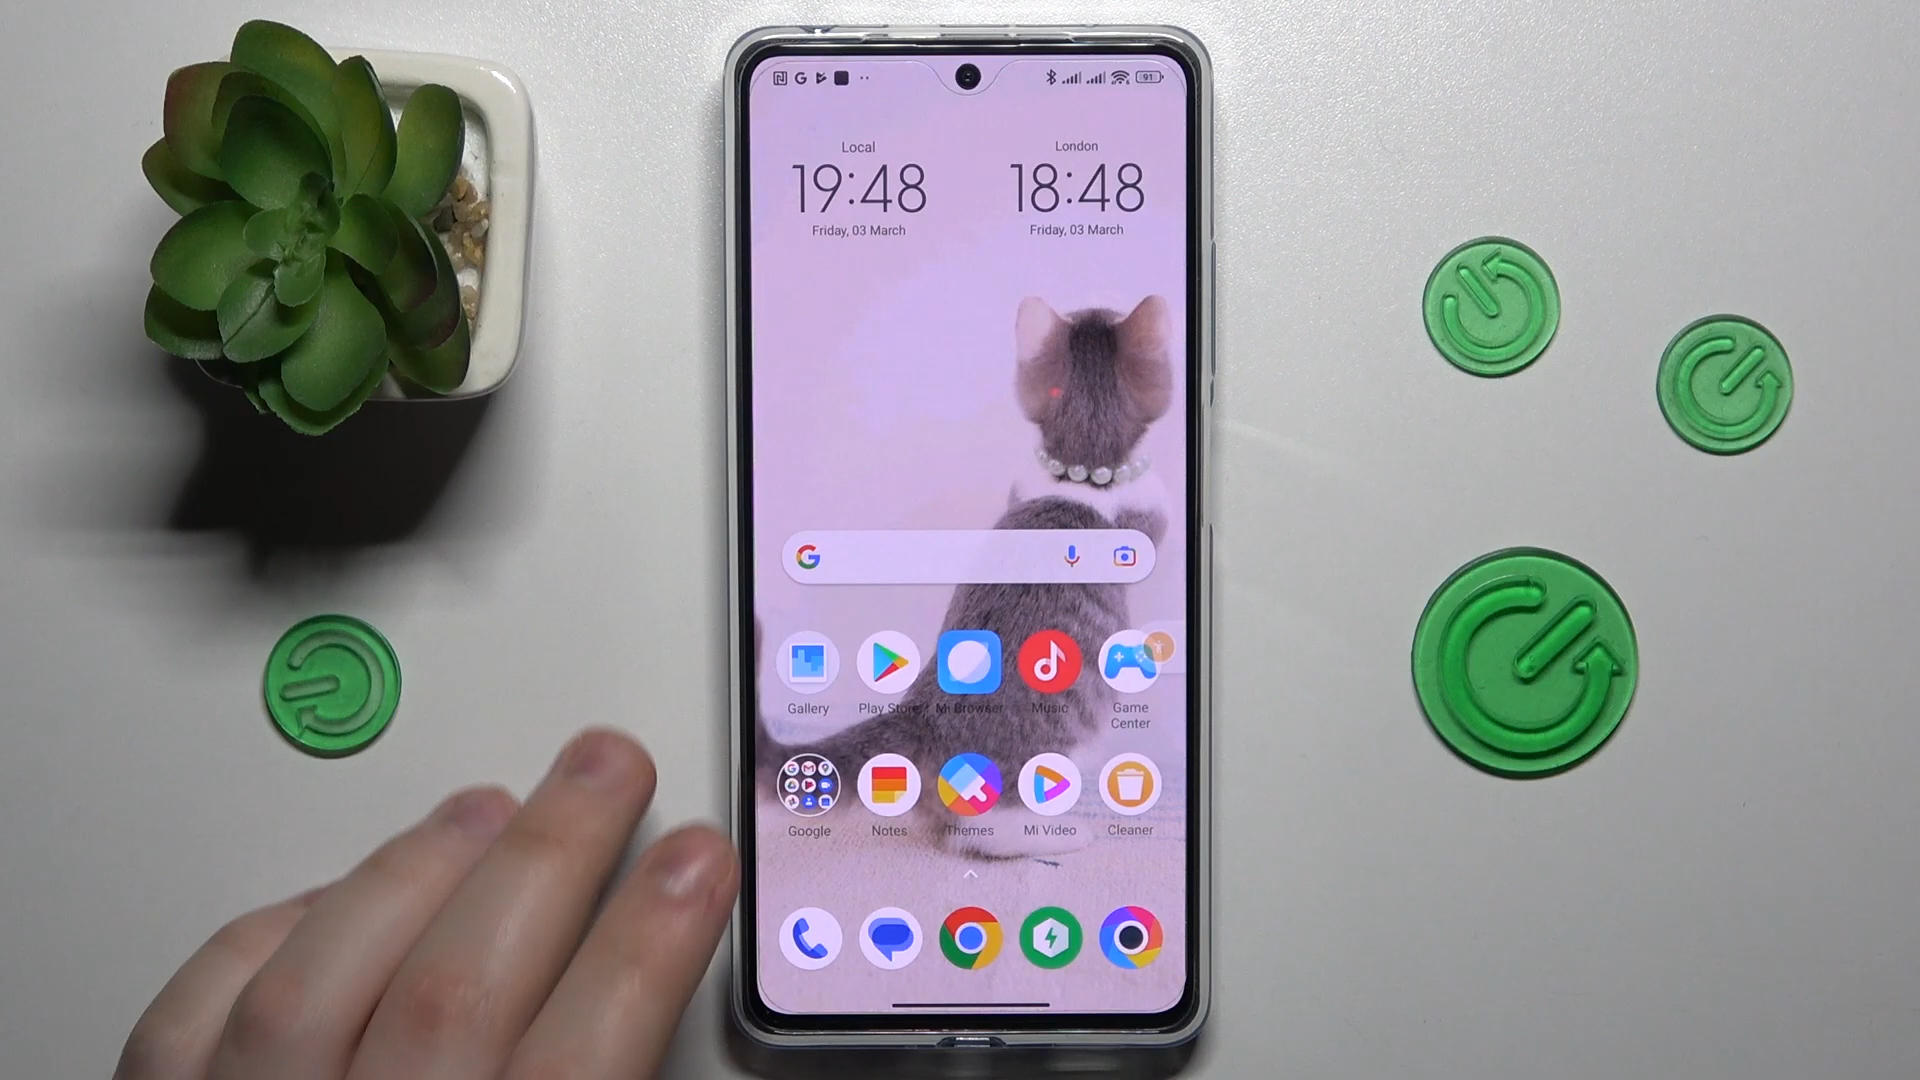 91
Local
London
19:48
18:48
Friday, 03 March
Friday, 03 March
Gallery
Play Store
Mi Browser
Music
Game
Center
Google
Notes
Themes
Mi Video
Cleaner